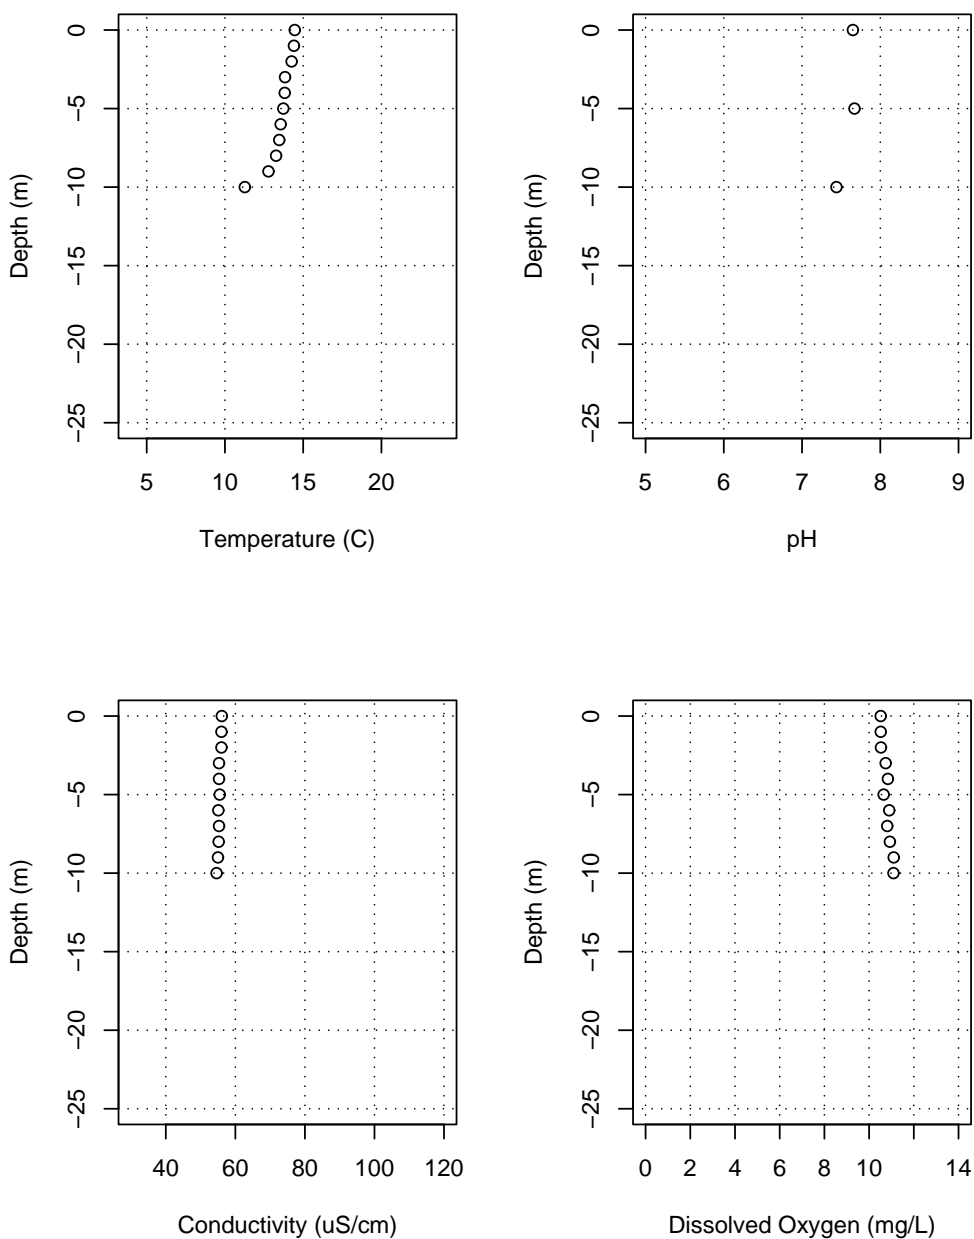 0
−5
−10
−15
−20
−25
Depth (m)
5 10 15 20
Temperature (C)
0
−5
−10
−15
−20
−25
Depth (m)
5 6 7 8 9
pH
0
−5
−10
−15
−20
−25
Depth (m)
40 60 80 100 120
Conductivity (uS/cm)
0
−5
−10
−15
−20
−25
Depth (m)
0 2 4 6 8 10 14
Dissolved Oxygen (mg/L)